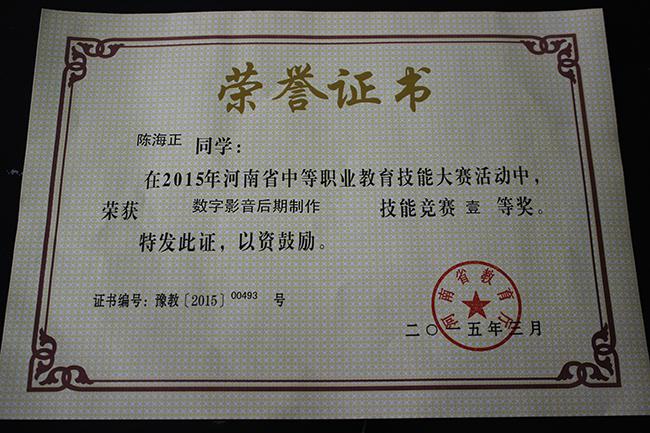 荣誉证书
陈海正 同学：
在2015年河南省中等职业教育技能大赛活动中，
荣获 数字影音后期制作 技能竞赛 壹 等奖。
特发此证，以资鼓励。
证书编号：豫教〔2015〕00493 号
河南省教育厅
二〇一五年三月